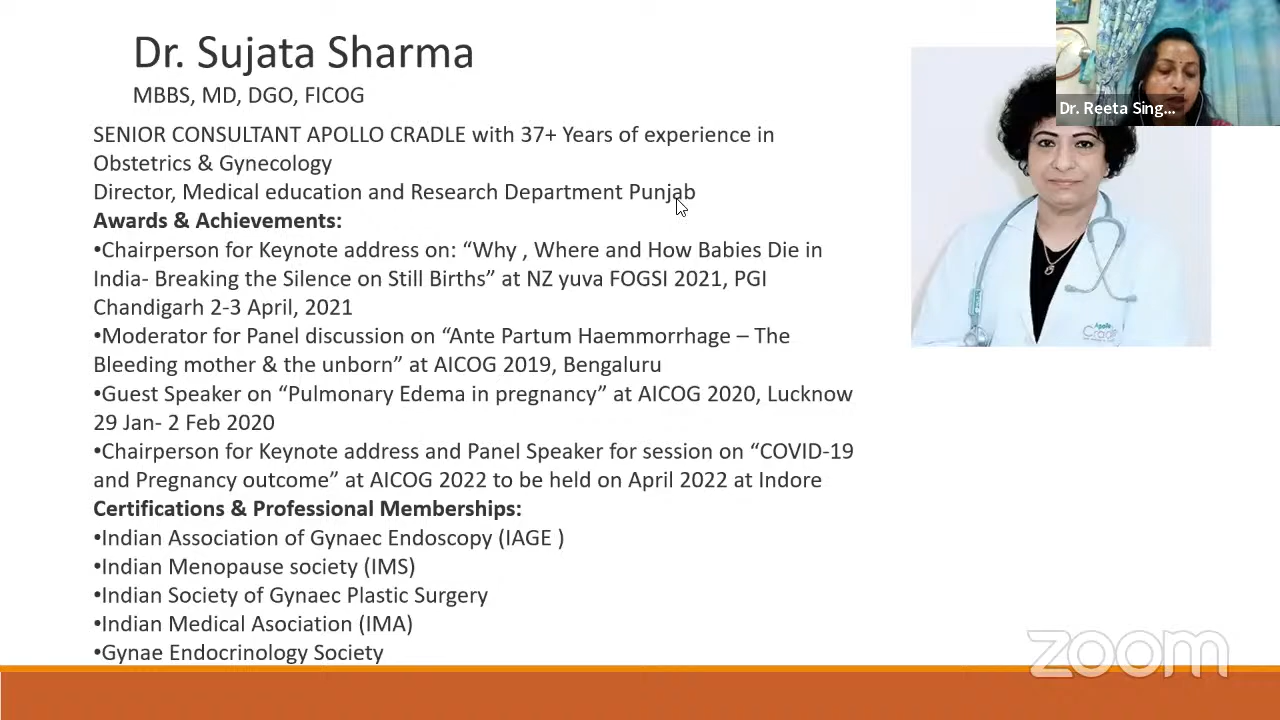 Dr. Sujata Sharma
MBBS, MD, DGO, FICOG
SENIOR CONSULTANT APOLLO CRADLE with 37+ Years of experience in
Obstetrics & Gynecology
Director, Medical education and Research Department Punjab
Awards & Achievements:
•Chairperson for Keynote address on: “Why , Where and How Babies Die in
India- Breaking the Silence on Still Births” at NZ yuva FOGSI 2021, PGI
Chandigarh 2-3 April, 2021
•Moderator for Panel discussion on “Ante Partum Haemmorrhage – The
Bleeding mother & the unborn” at AICOG 2019, Bengaluru
•Guest Speaker on “Pulmonary Edema in pregnancy” at AICOG 2020, Lucknow
29 Jan- 2 Feb 2020
•Chairperson for Keynote address and Panel Speaker for session on “COVID-19
and Pregnancy outcome” at AICOG 2022 to be held on April 2022 at Indore
Certifications & Professional Memberships:
•Indian Association of Gynaec Endoscopy (IAGE )
•Indian Menopause society (IMS)
•Indian Society of Gynaec Plastic Surgery
•Indian Medical Asociation (IMA)
•Gynae Endocrinology Society
Dr. Reeta Sing...
Apollo
Cradle
zoom